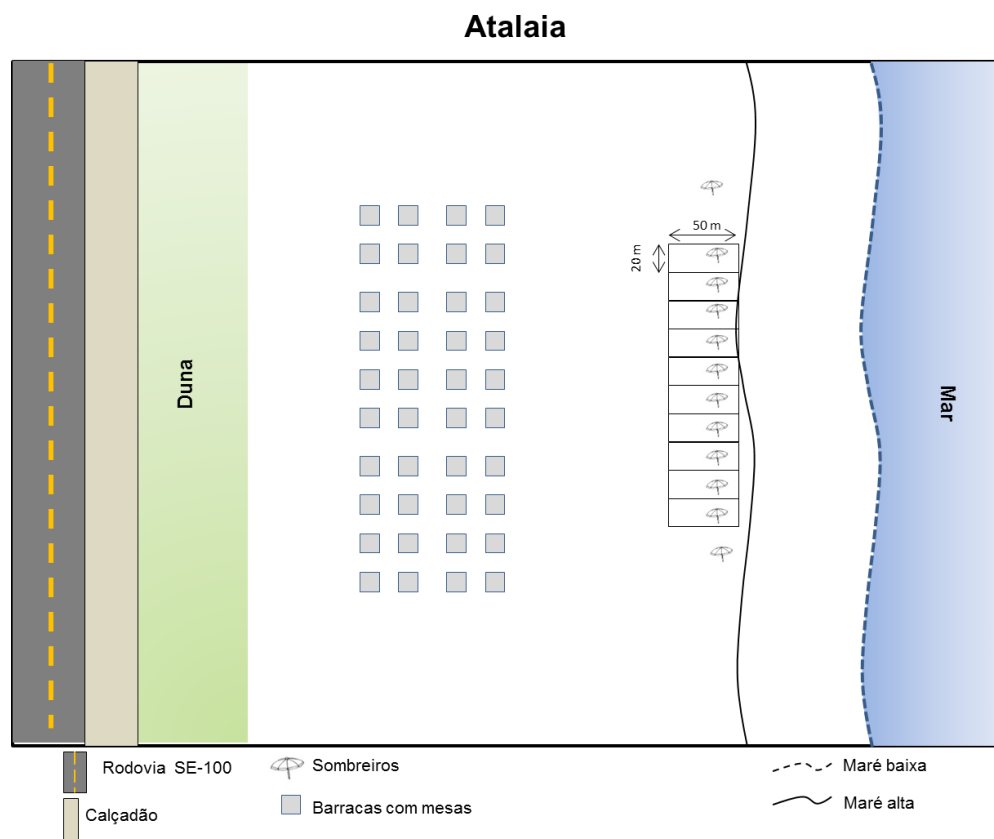 Atalaia
50 m
20 m
Duna
Mar
Rodovia SE-100
Sombreiros
Maré baixa
Calçadão
Barracas com mesas
Maré alta